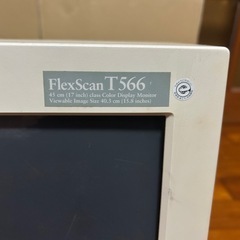 FlexScan T566
43 cm (17 inch) class Color Display Monitor
Viewable Image Size 40.3 cm (15.8 inches)
e